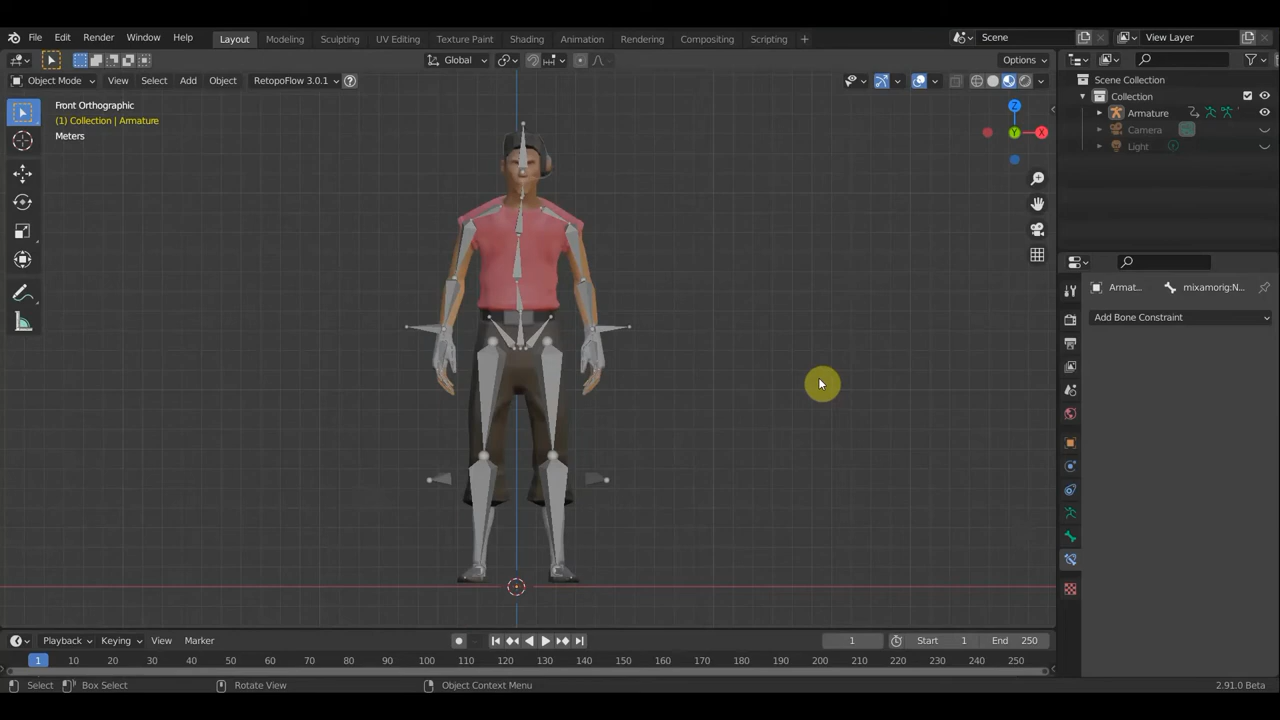 File Edit Render Window Help Layout Modeling Sculpting UV Editing Texture Paint Shading Animation Rendering Compositing Scripting + Scene View Layer
Global Options
Object Mode View Select Add Object RetopoFlow 3.0.1 ?
Scene Collection
Collection
Armature
Camera
Light
Front Orthographic
(1) Collection | Armature
Meters
Z
Y
X
Armat... mixamorig:N...
Add Bone Constraint
Playback Keying View Marker 1 Start 1 End 250
1 10 20 30 40 50 60 70 80 90 100 110 120 130 140 150 160 170 180 190 200 210 220 230 240 250
Select Box Select Rotate View Object Context Menu 2.91.0 Beta